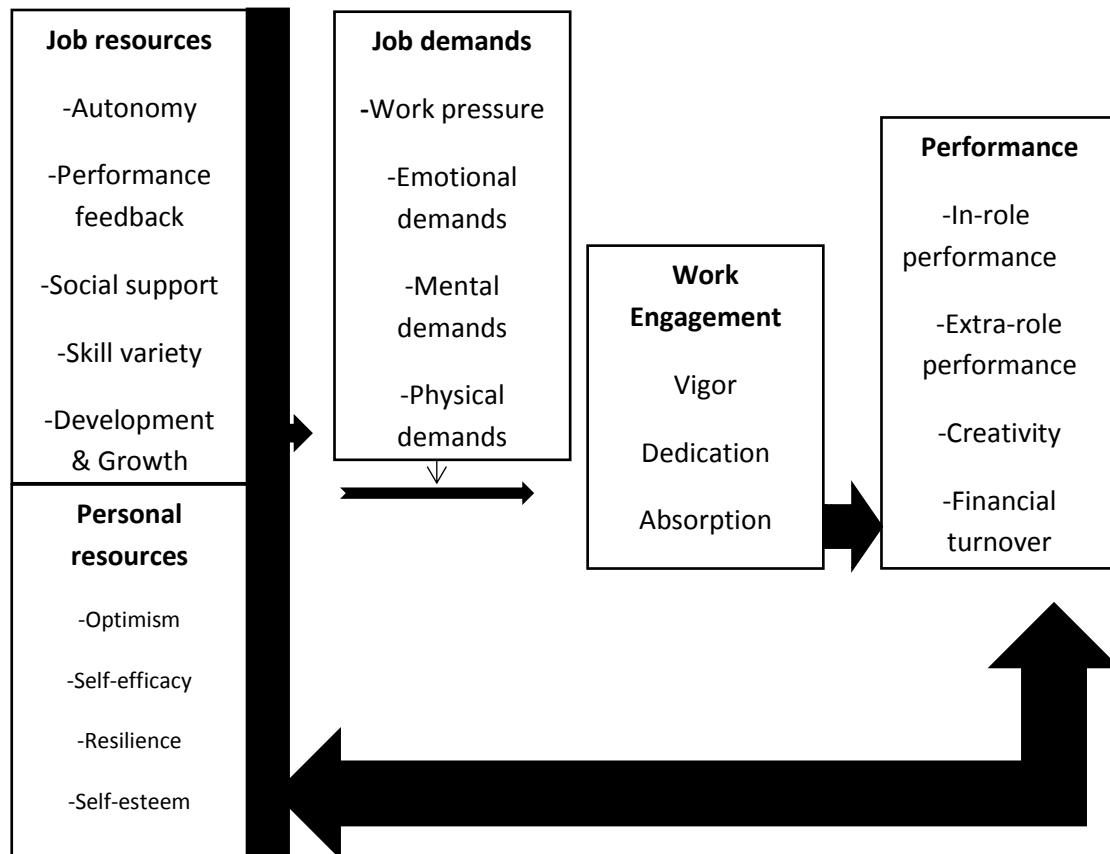 Job resources
-Autonomy
-Performance
feedback
-Social support
-Skill variety
-Development
& Growth
Personal
resources
-Optimism
-Self-efficacy
-Resilience
-Self-esteem
Job demands
-Work pressure
-Emotional
demands
-Mental
demands
-Physical
demands
Work
Engagement
Vigor
Dedication
Absorption
Performance
-In-role
performance
-Extra-role
performance
-Creativity
-Financial
turnover